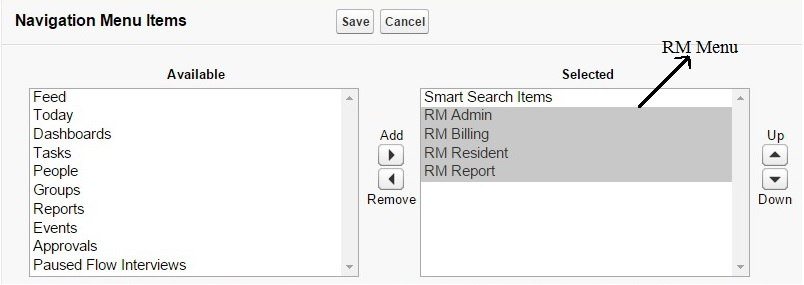 Navigation Menu Items
Save
Cancel
RM Menu
Available
Feed
Today
Dashboards
Tasks
People
Groups
Reports
Events
Approvals
Paused Flow Interviews
Add
Remove
Selected
Smart Search Items
RM Admin
RM Billing
RM Resident
RM Report
Up
Down